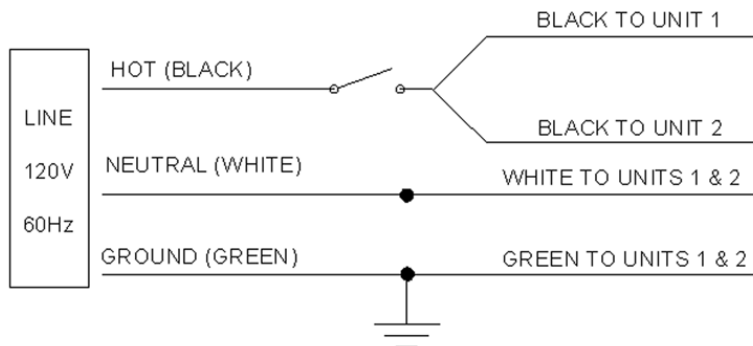 BLACK TO UNIT 1
HOT (BLACK)
LINE
120V
60Hz
BLACK TO UNIT 2
NEUTRAL (WHITE)
WHITE TO UNITS 1 & 2
GROUND (GREEN)
GREEN TO UNITS 1 & 2